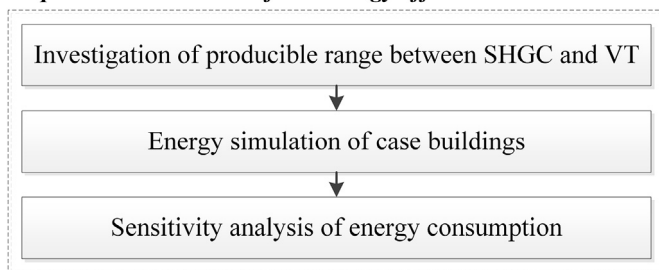 Investigation of producible range between SHGC and VT
Energy simulation of case buildings
Sensitivity analysis of energy consumption